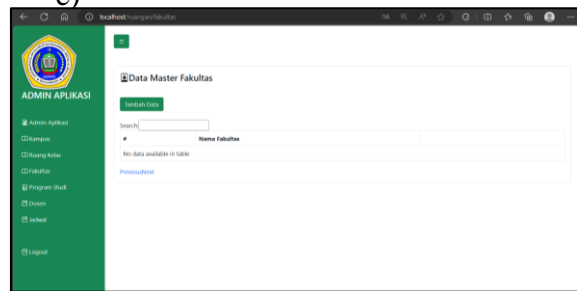 c)
localhost/ruangan/fakultas
ADMIN APLIKASI
Admin Aplikasi
Kampus
Ruang Kelas
Fakultas
Program Studi
Dosen
Jadwal
Logout
Data Master Fakultas
Tambah Data
Search:
# Nama Fakultas
No data available in table
PreviousNext